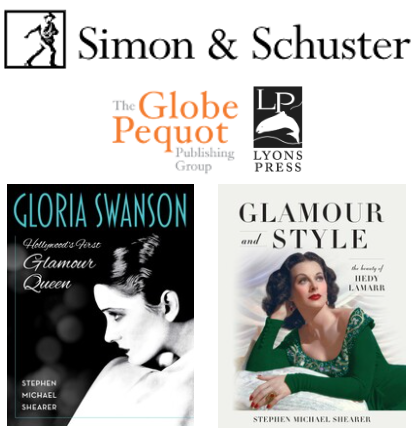 Simon & Schuster
The Globe
Pequot
Publishing
Group
LP
LYONS
PRESS
GLORIA SWANSON
Hollywood's First
Glamour
Queen
STEPHEN
MICHAEL
SHEARER
GLAMOUR
and STYLE
the beauty of
HEDY
LAMARR
STEPHEN MICHAEL SHEARER